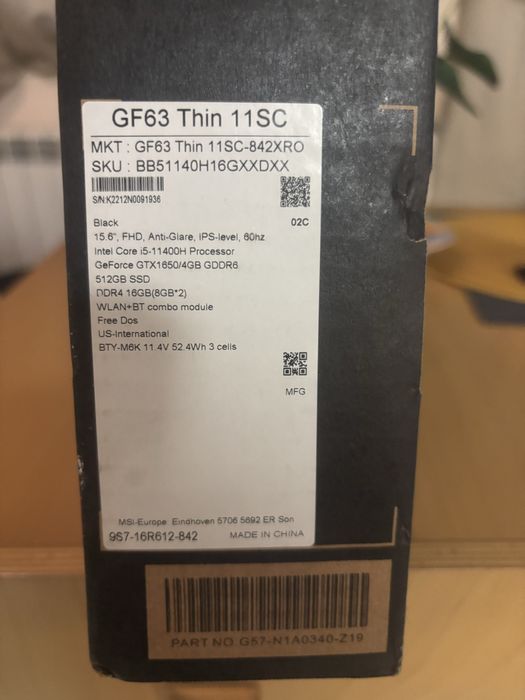 GF63 Thin 11SC
MKT : GF63 Thin 11SC-842XRO
SKU : BB51140H16GXXDXX
S/N:K2212N0091936
Black 02C
15.6", FHD, Anti-Glare, IPS-level, 60hz
Intel Core i5-11400H Processor
GeForce GTX1650/4GB GDDR6
512GB SSD
DDR4 16GB(8GB*2)
WLAN+BT combo module
Free Dos
US-International
BTY-M6K 11.4V 52.4Wh 3 cells
MFG
MSI-Europe: Eindhoven 5706 5692 ER Son
9S7-16R612-842 MADE IN CHINA
PART NO G57-N1A0340-Z19